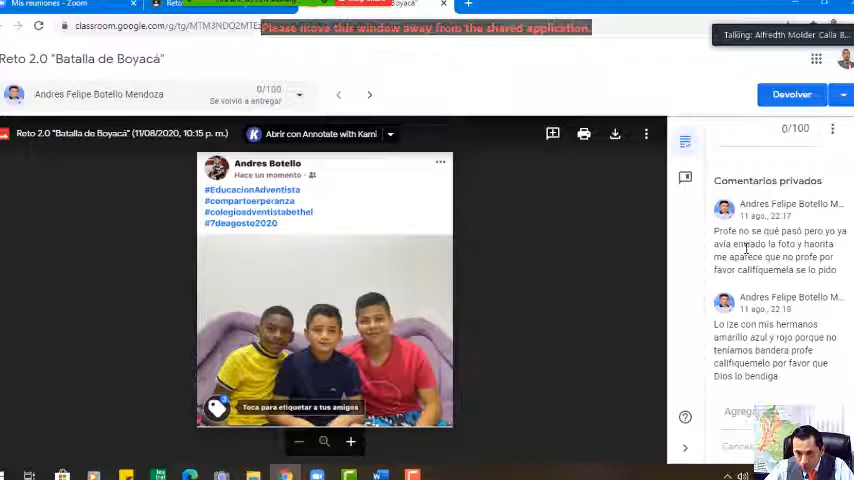 Mis reuniones - Zoom
Please move this window away from the shared application.
classroom.google.com/g/tg/
Talking: Alfredth Molder Calla B...
Reto 2.0 "Batalla de Boyacá"
Andres Felipe Botello Mendoza
0/100
Se volvió a entregar
Devolver
Reto 2.0 "Batalla de Boyacá" (11/08/2020, 10:15 p. m.)
Abrir con Annotate with Kami
0/100
Andres Botello
Hace un momento
#EducacionAdventista
#compartoerperanza
#colegioadventistabethel
#7deagosto2020
Toca para etiquetar a tus amigos
Comentarios privados
Andres Felipe Botello M...
11 ago., 22:17
Profe no se qué pasó pero yo ya
avía enviado la foto y haorita
me aparece que no profe por
favor califíquemela se lo pido
Andres Felipe Botello M...
11 ago., 22:18
Lo ize con mis hermanos
amarillo azul y rojo porque no
teníamos bandera profe
califiquemelo por favor que
Dios lo bendiga